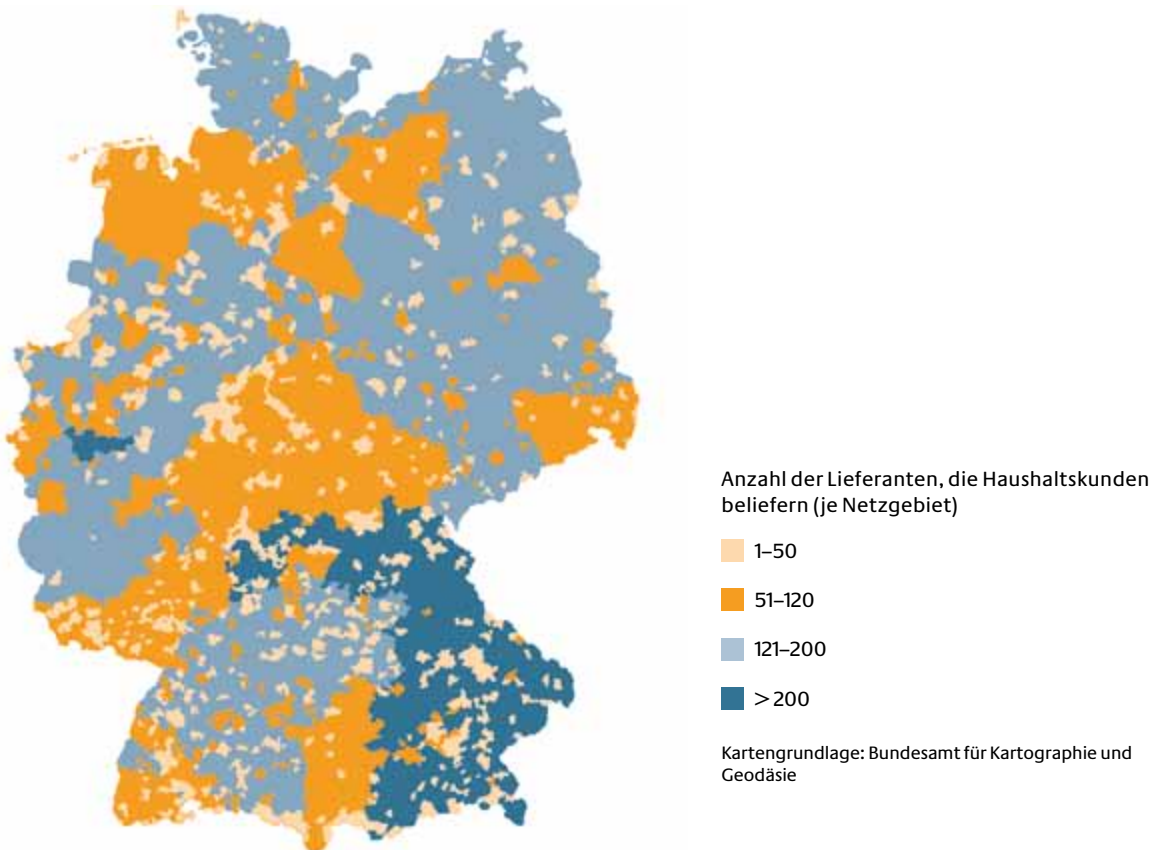 Anzahl der Lieferanten, die Haushaltskunden
beliefern (je Netzgebiet)
1–50
51–120
121–200
> 200
Kartengrundlage: Bundesamt für Kartographie und
Geodäsie